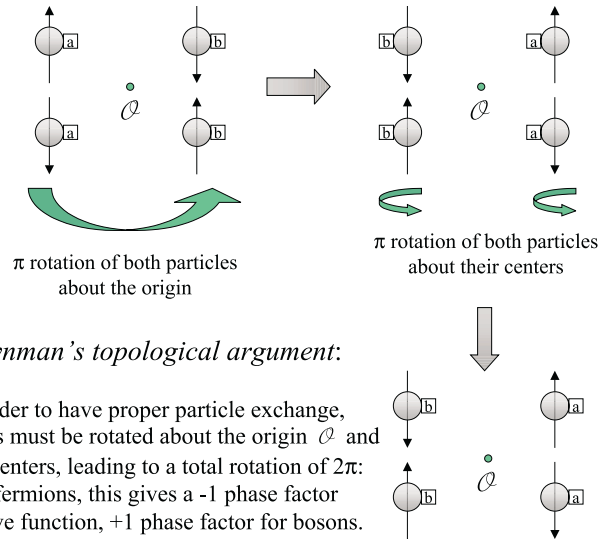 a b b a
𝒪 𝒪
a b b a
π rotation of both particles
about the origin
π rotation of both particles
about their centers
nman's topological argument:
der to have proper particle exchange,
s must be rotated about the origin 𝒪 and
enters, leading to a total rotation of 2π:
fermions, this gives a -1 phase factor
ve function, +1 phase factor for bosons.
b a
𝒪
b a